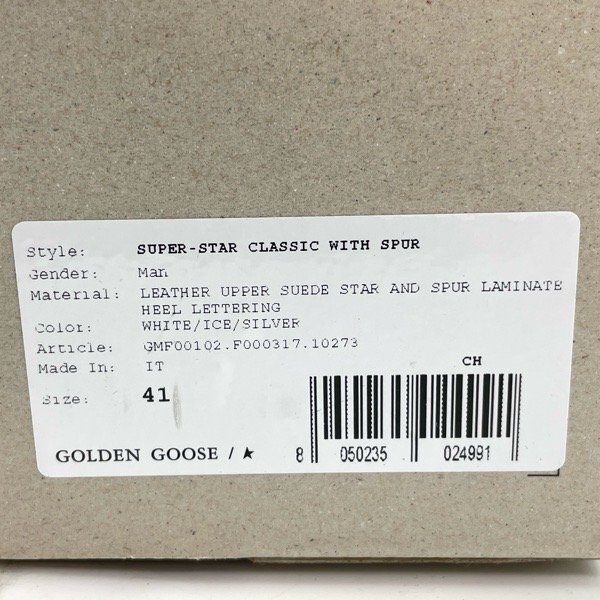 Style: SUPER-STAR CLASSIC WITH SPUR
Gender: Man
Material: LEATHER UPPER SUEDE STAR AND SPUR LAMINATE
HEEL LETTERING
Color: WHITE/ICE/SILVER
Article: GMF00102.F000317.10273
Made In: IT
CH
Size: 41
GOLDEN GOOSE / ★
8 050235 024991